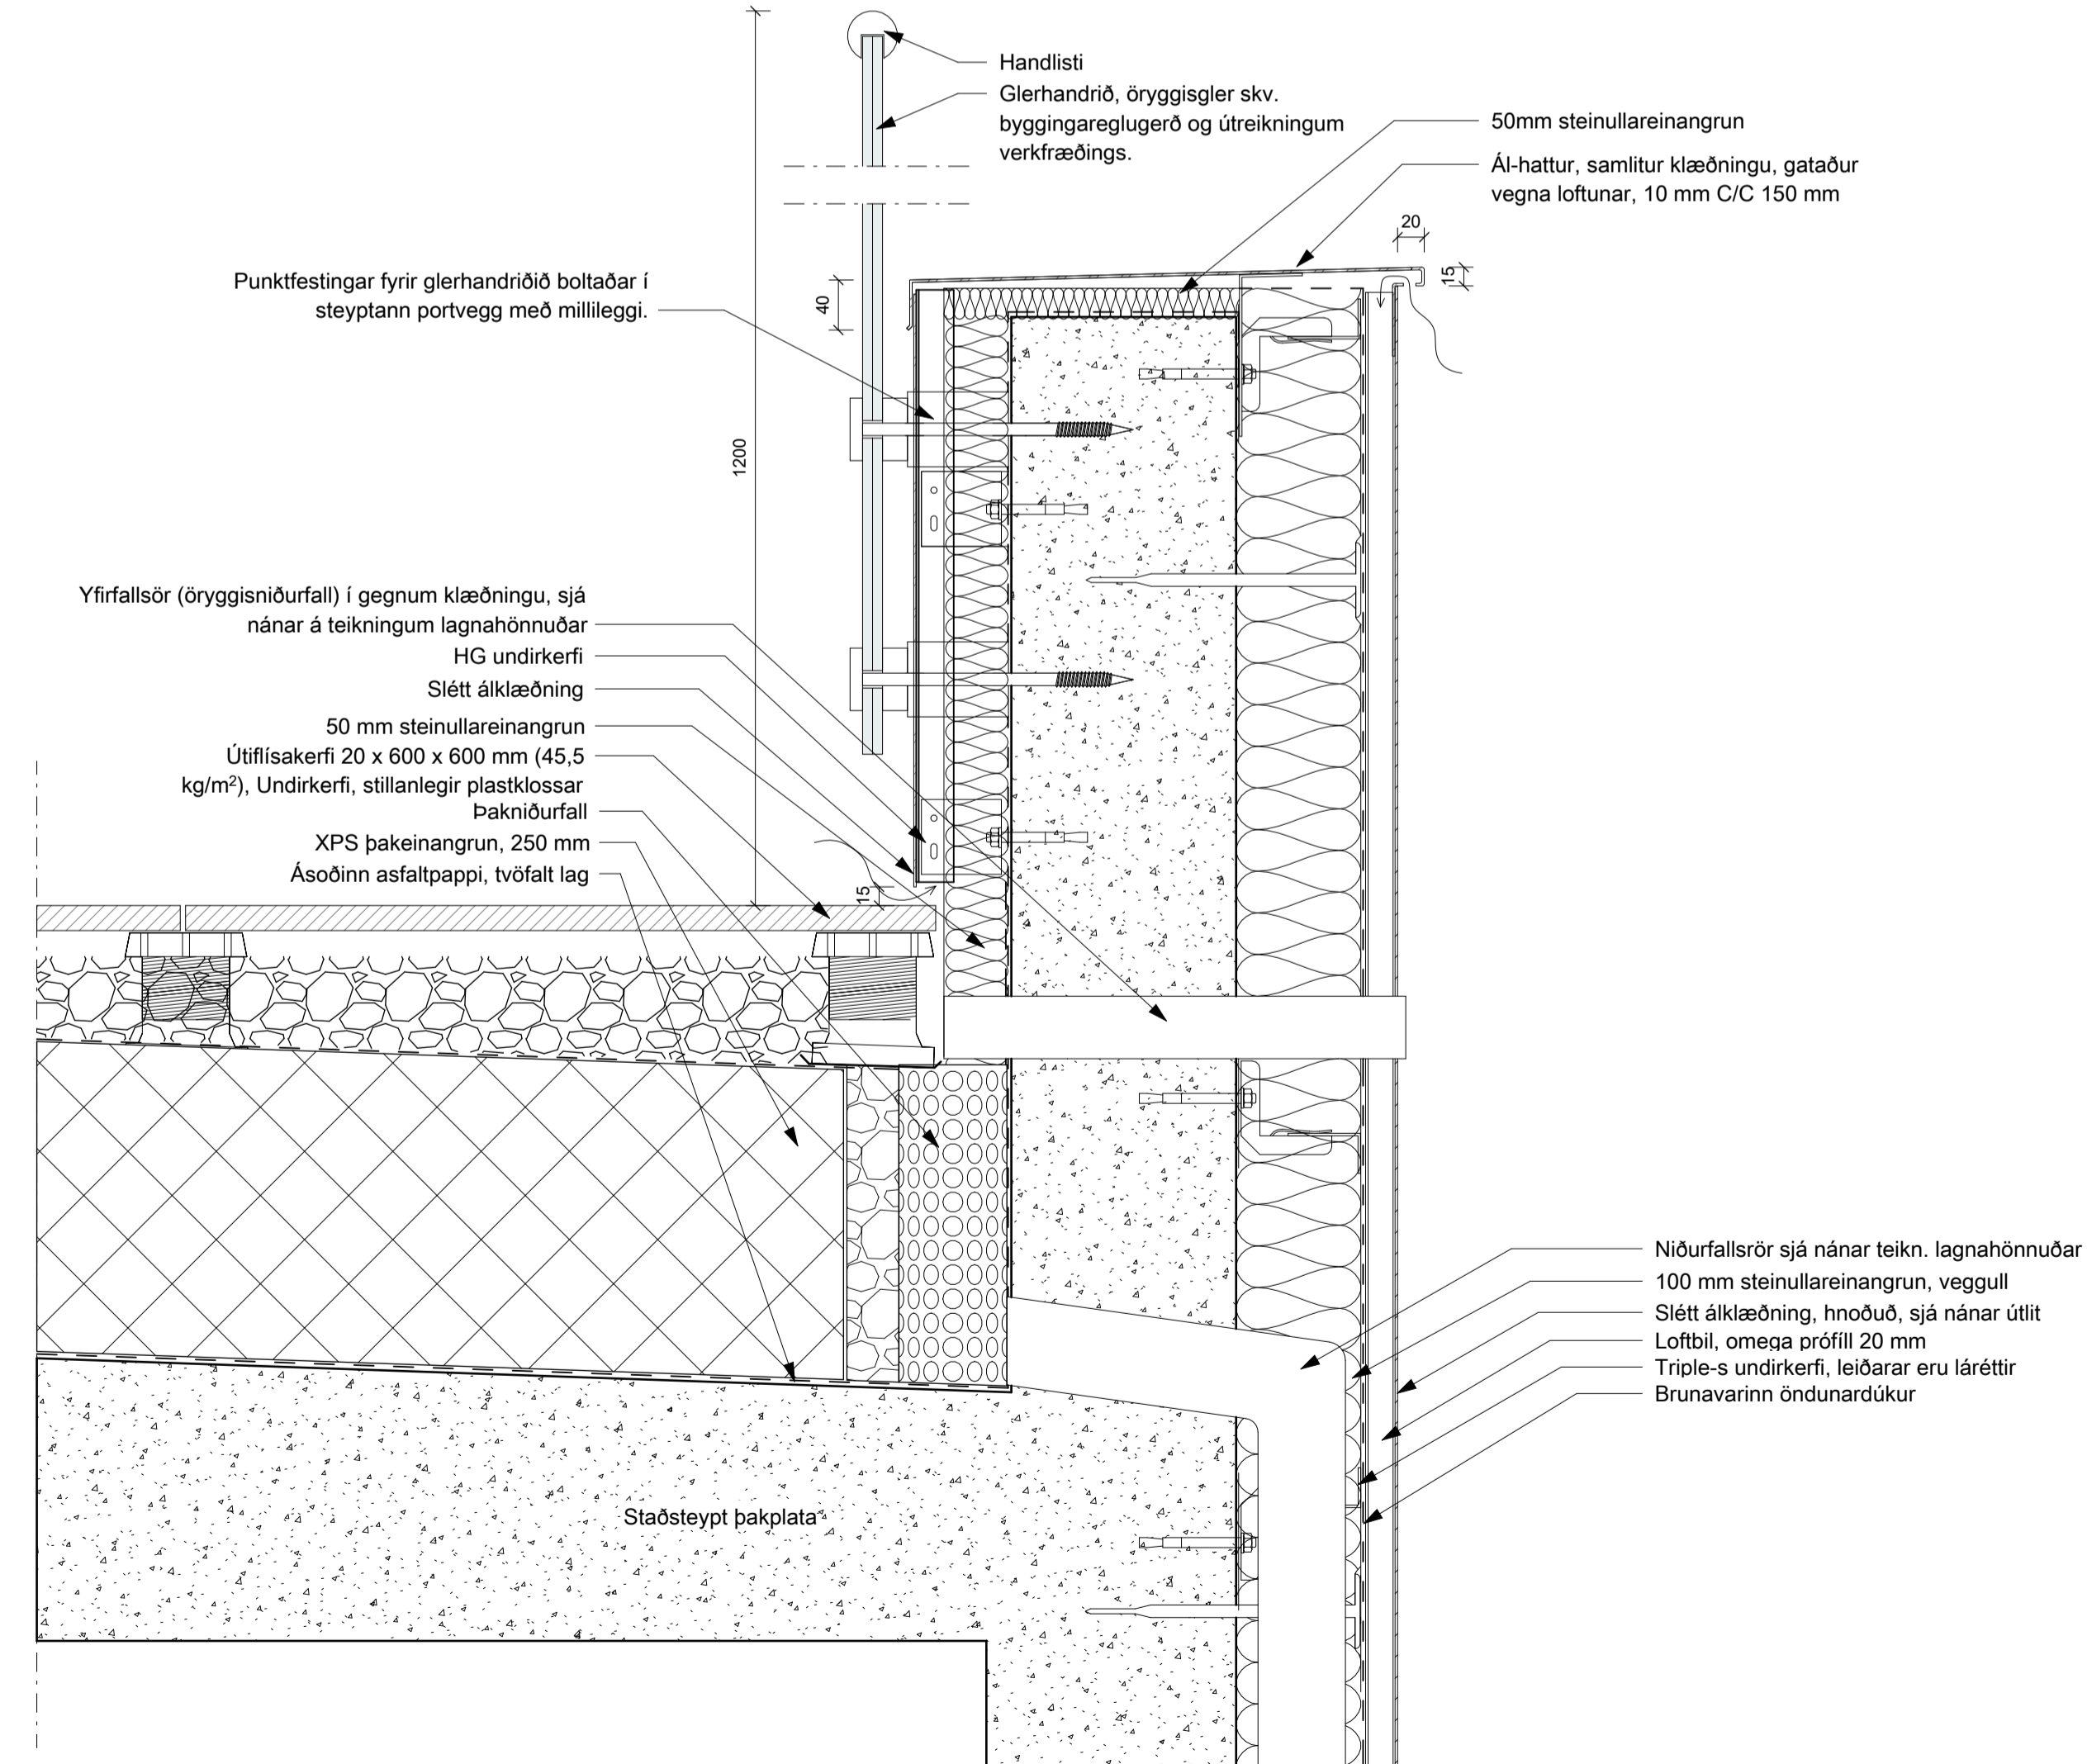 Handlisti
Glerhandrið, öryggisgler skv.
byggingareglugerð og útreikningum
verkfræðings.
50mm steinullareinangrun
Ál-hattur, samlitur klæðningu, gataður
vegna loftunar, 10 mm C/C 150 mm
20
15
Punktfestingar fyrir glerhandriðið boltaðar í
steyptann portvegg með millileggi.
40
1200
Yfirfallsör (öryggisniðurfall) í gegnum klæðningu, sjá
nánar á teikningum lagnahönnuðar
HG undirkerfi
Slétt álklæðning
50 mm steinullareinangrun
Útiflísakerfi 20 x 600 x 600 mm (45,5
kg/m²), Undirkerfi, stillanlegir plastklossar
Þakniðurfall
XPS þakeinangrun, 250 mm
Ásoðinn asfaltpappi, tvöfalt lag
15
Niðurfallsrör sjá nánar teikn. lagnahönnuðar
100 mm steinullareinangrun, veggull
Slétt álklæðning, hnoðuð, sjá nánar útlit
Loftbil, omega prófíll 20 mm
Triple-s undirkerfi, leiðarar eru láréttir
Brunavarinn öndunardúkur
Staðsteypt þakplata